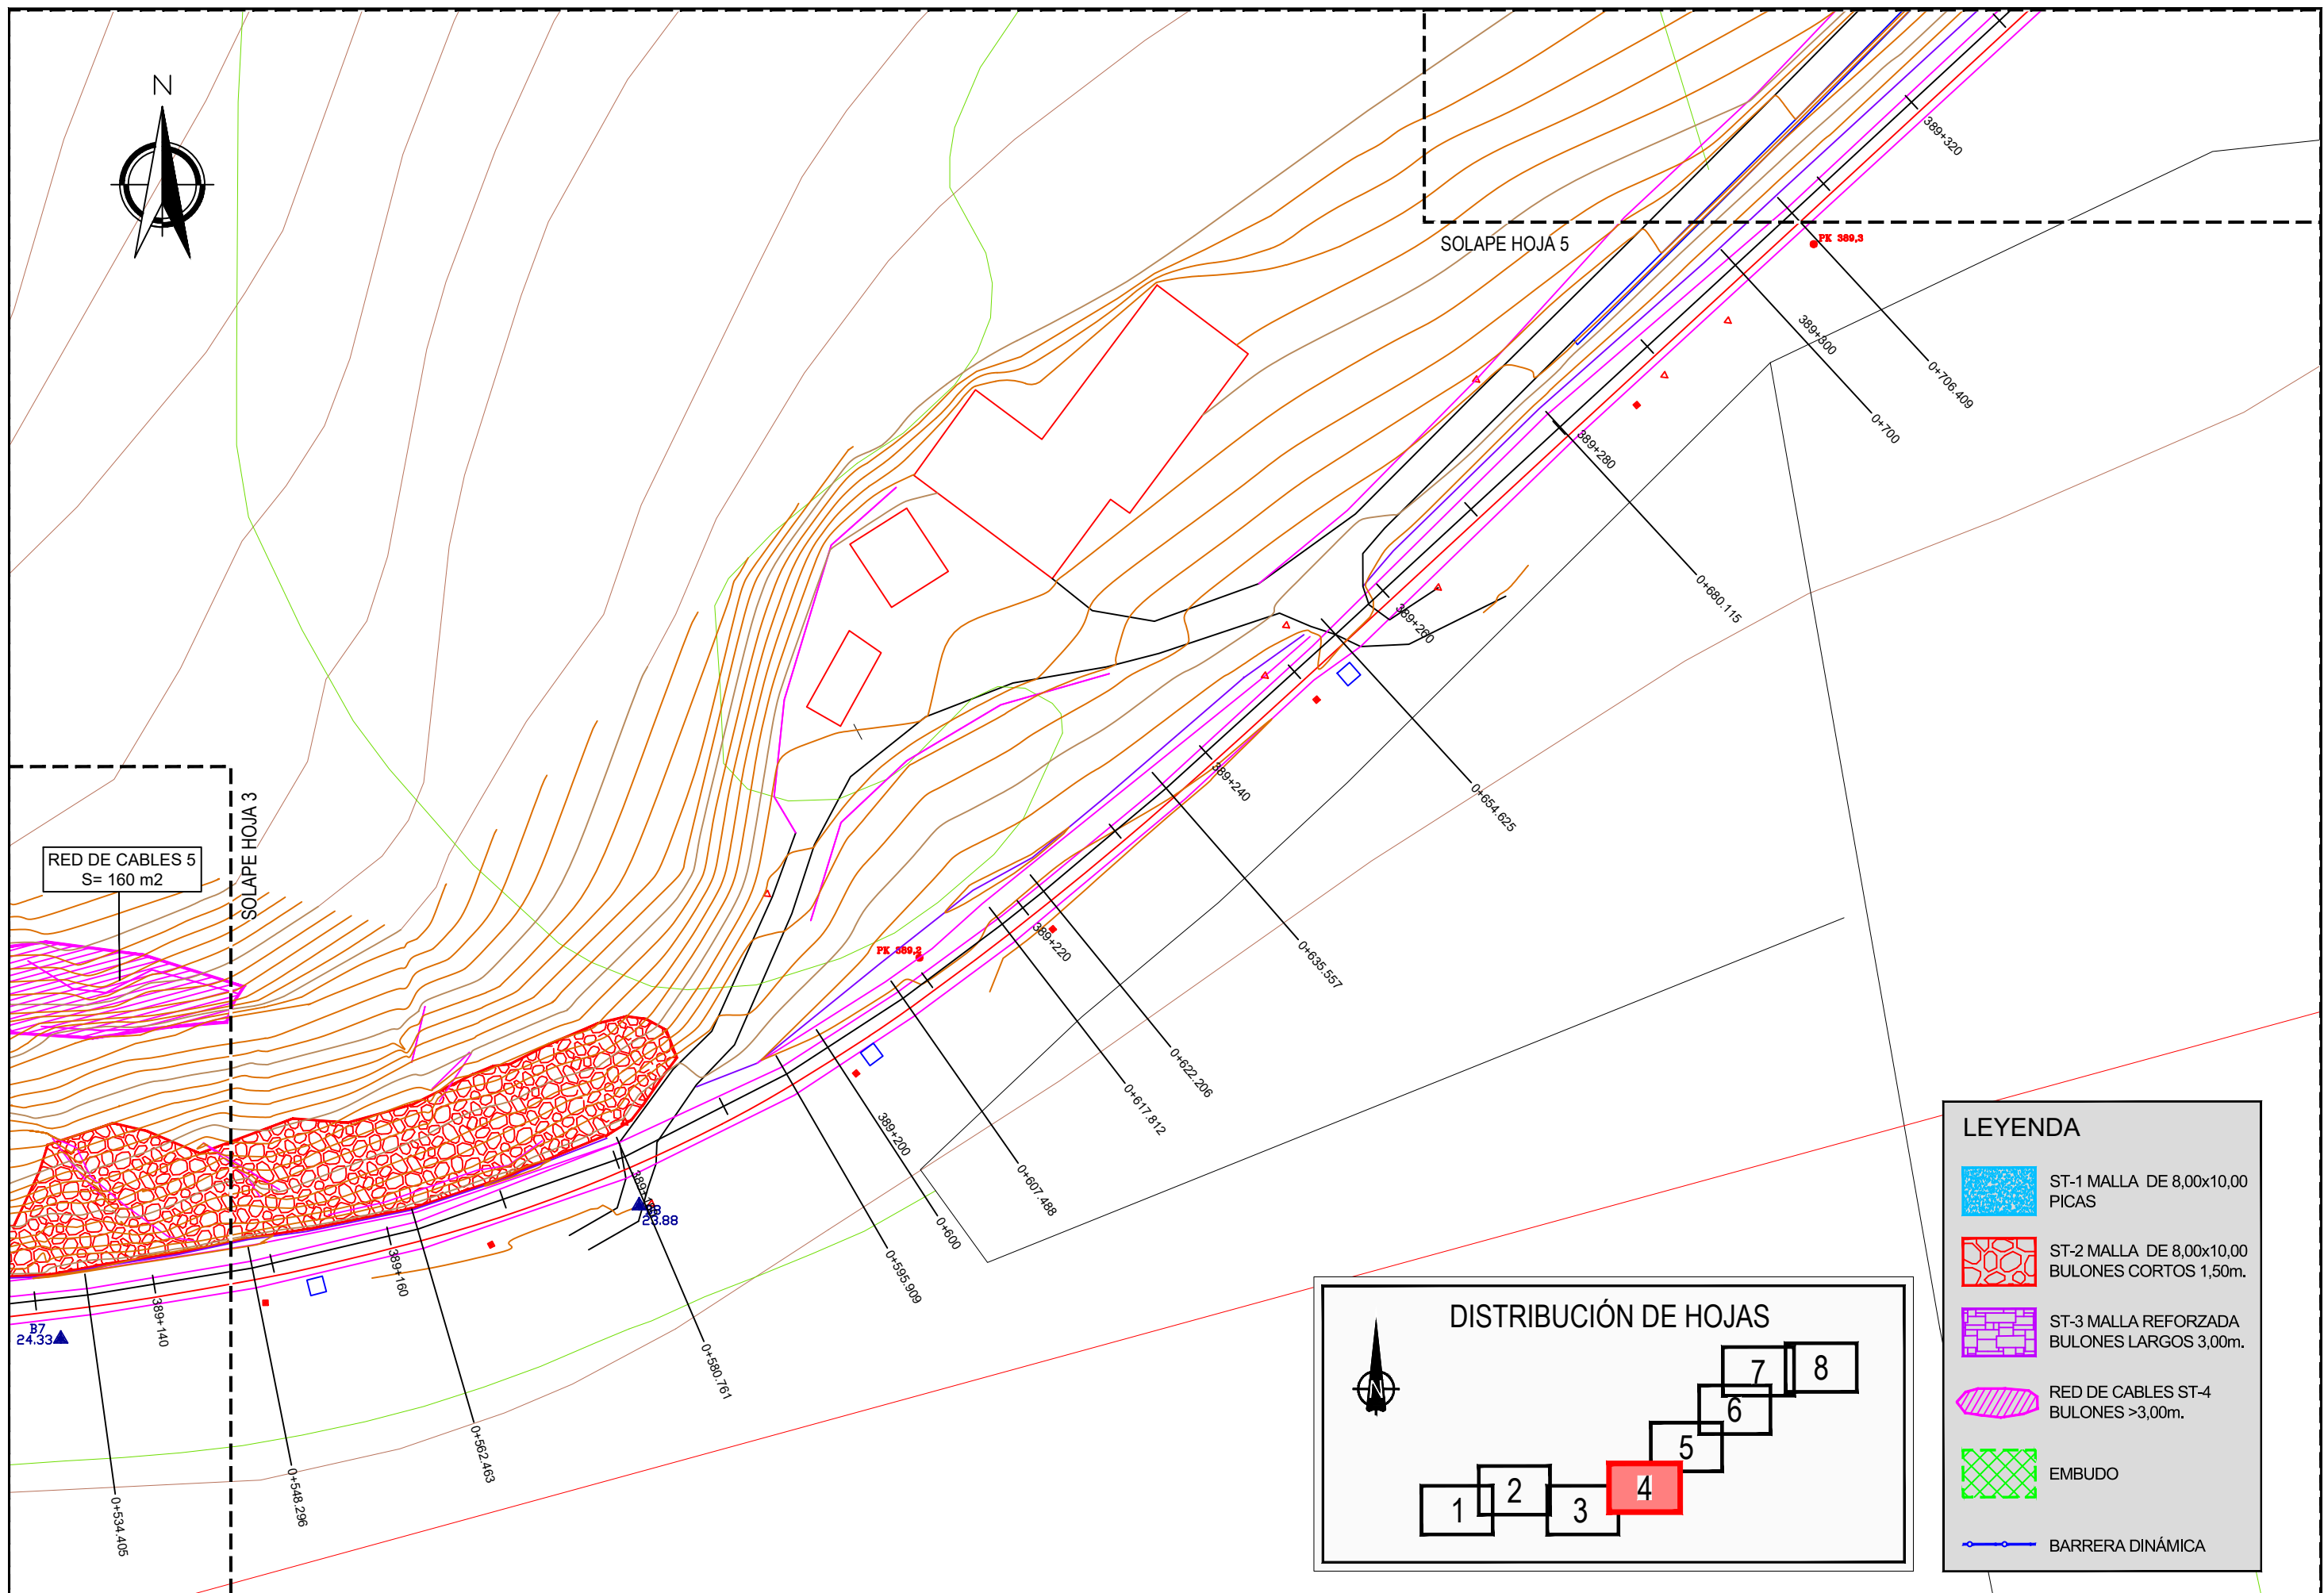 N
SOLAPE HOJA 5
PK 389,3
389+320
389+300
0+706.409
0+700
389+280
0+680.115
389+260
0+654.625
389+240
0+635.557
SOLAPE HOJA 3
RED DE CABLES 5
S= 160 m2
PK 389,2
389+220
0+622.206
0+617.812
389+200
0+607.488
0+600
0+595.909
23.88
0+580.761
389+160
0+562.463
389+140
0+548.296
0+534.405
B7
24.33
LEYENDA
ST-1 MALLA DE 8,00x10,00
PICAS
ST-2 MALLA DE 8,00x10,00
BULONES CORTOS 1,50m.
ST-3 MALLA REFORZADA
BULONES LARGOS 3,00m.
RED DE CABLES ST-4
BULONES >3,00m.
EMBUDO
BARRERA DINÁMICA
DISTRIBUCIÓN DE HOJAS
N
1
2
3
4
5
6
7
8